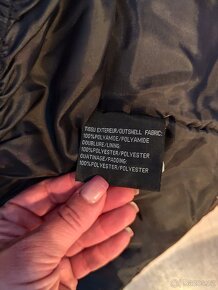 TISSU EXTERIEUR/OUTSHELL FABRIC:
100%POLYAMIDE/POLYAMIDE
DOUBLURE/LINING:
100%POLYESTER/POLYESTER
OUATINAGE/PADDING:
100%POLYESTER/POLYESTER